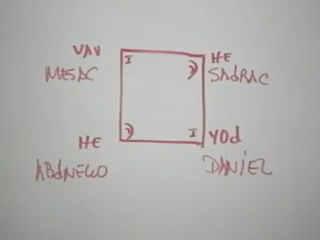 VAV HE
MESAC SAdRAC
I
I
HE YOd
AbdNEGO DANIEL